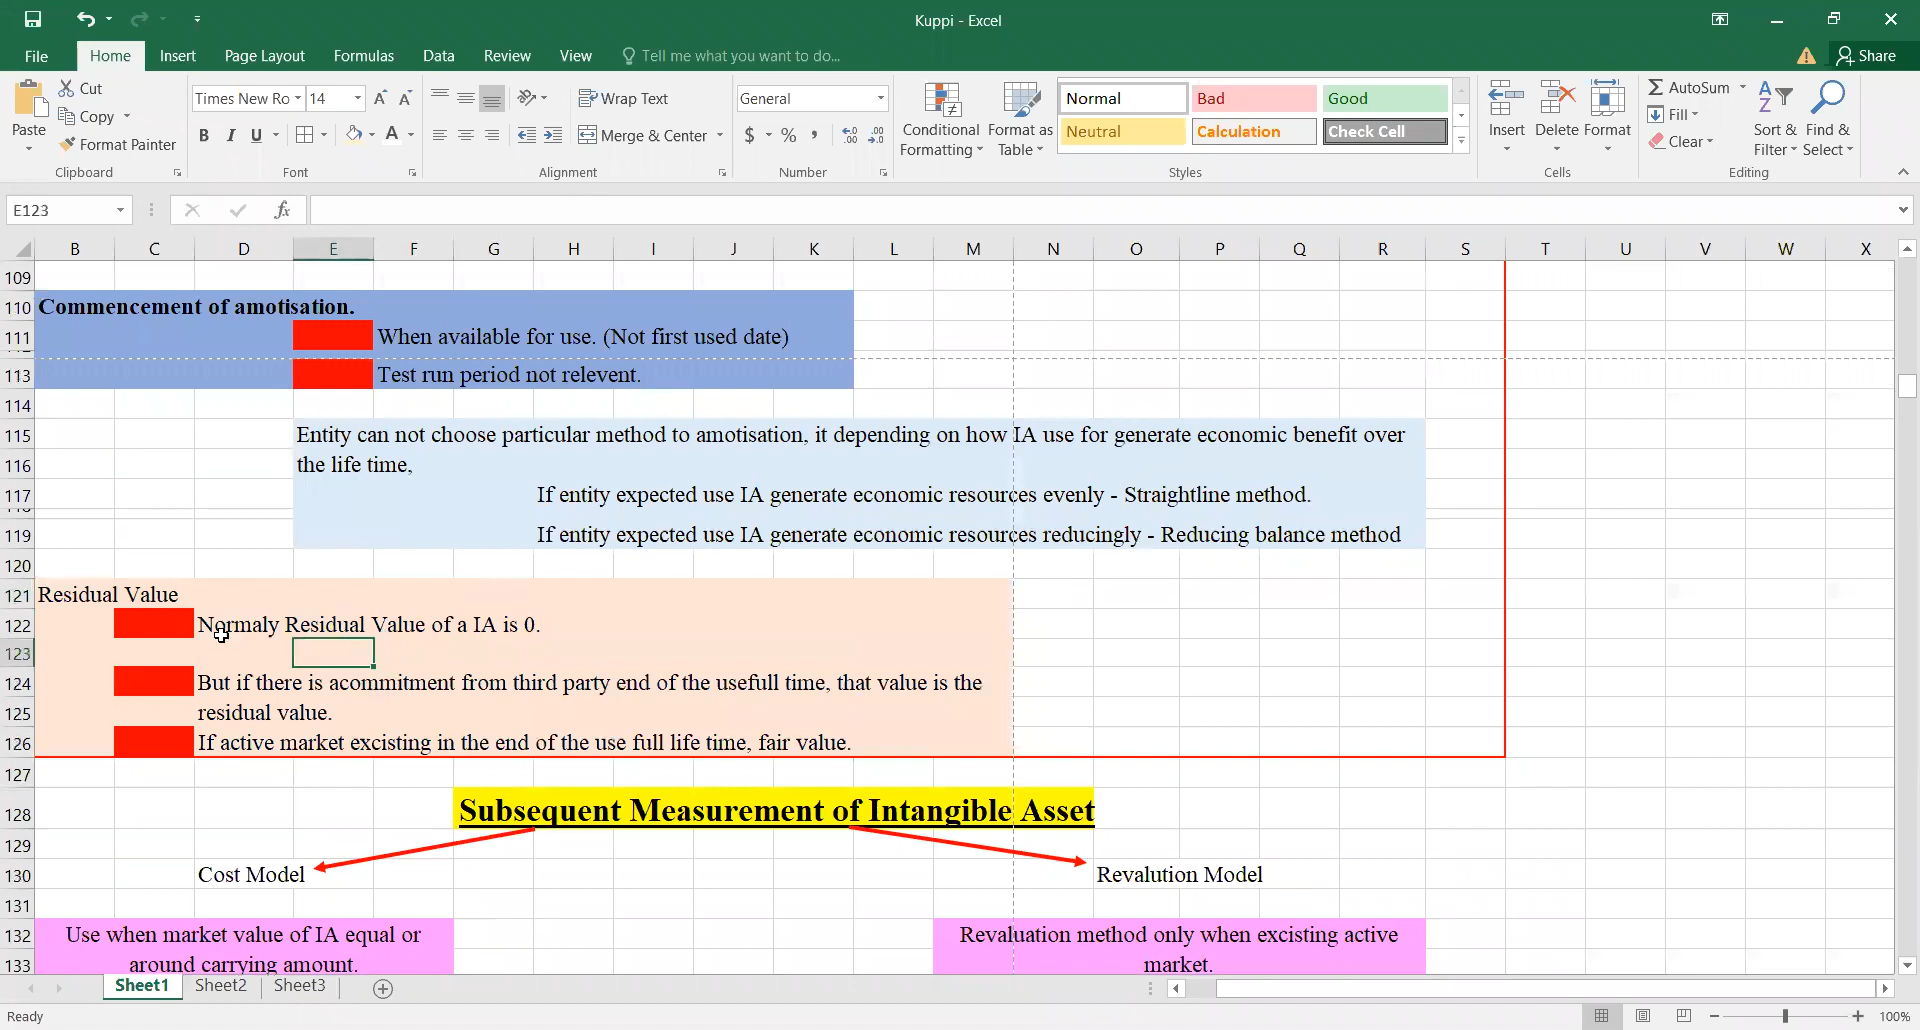 Kuppi - Excel
File Home Insert Page Layout Formulas Data Review View Tell me what you want to do... Share
Cut
Copy
Format Painter
Paste
Clipboard
Times New Ro 14
B I U
Font
Wrap Text
Merge & Center
Alignment
General
$ % ,
Number
Conditional Formatting
Format as Table
Normal Bad Good
Neutral Calculation Check Cell
Styles
Insert Delete Format
Cells
AutoSum
Fill
Clear
Sort & Filter
Find & Select
Editing
E123 fx
B C D E F G H I J K L M N O P Q R S T U V W X
109
110 Commencement of amotisation.
111 When available for use. (Not first used date)
113 Test run period not relevent.
114
115 Entity can not choose particular method to amotisation, it depending on how IA use for generate economic benefit over
116 the life time,
117 If entity expected use IA generate economic resources evenly - Straightline method.
119 If entity expected use IA generate economic resources reducingly - Reducing balance method
120
121 Residual Value
122 Normaly Residual Value of a IA is 0.
123
124 But if there is acommitment from third party end of the usefull time, that value is the
125 residual value.
126 If active market excisting in the end of the use full life time, fair value.
127
128 Subsequent Measurement of Intangible Asset
129
130 Cost Model Revalution Model
131
132 Use when market value of IA equal or Revaluation method only when excisting active
133 around carrying amount. market.
Sheet1 Sheet2 Sheet3
Ready 100%